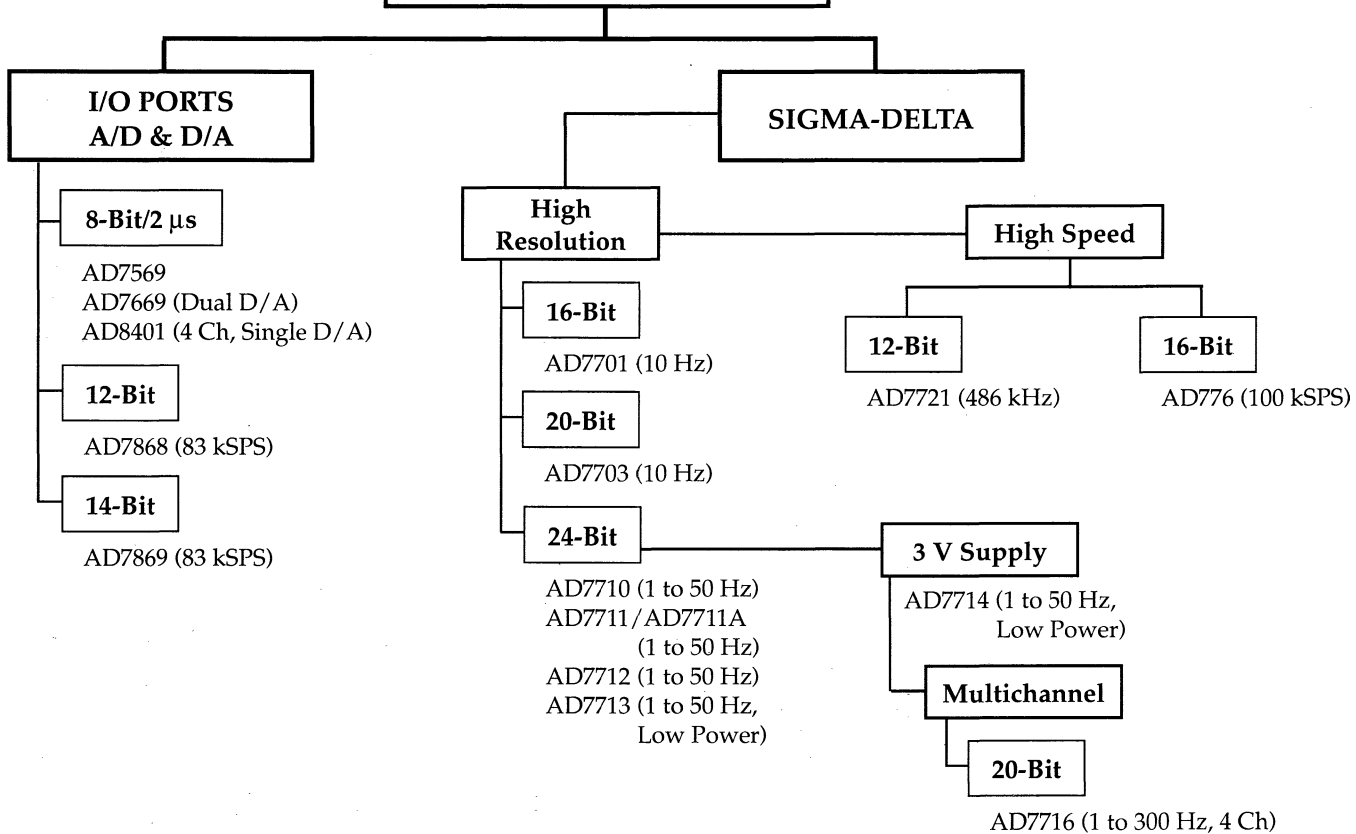 I/O PORTS
A/D & D/A
8-Bit/2 μs
AD7569
AD7669 (Dual D/A)
AD8401 (4 Ch, Single D/A)
12-Bit
AD7868 (83 kSPS)
14-Bit
AD7869 (83 kSPS)
SIGMA-DELTA
High
Resolution
16-Bit
AD7701 (10 Hz)
20-Bit
AD7703 (10 Hz)
24-Bit
AD7710 (1 to 50 Hz)
AD7711/AD7711A
(1 to 50 Hz)
AD7712 (1 to 50 Hz)
AD7713 (1 to 50 Hz,
Low Power)
High Speed
12-Bit
AD7721 (486 kHz)
16-Bit
AD776 (100 kSPS)
3 V Supply
AD7714 (1 to 50 Hz,
Low Power)
Multichannel
20-Bit
AD7716 (1 to 300 Hz, 4 Ch)